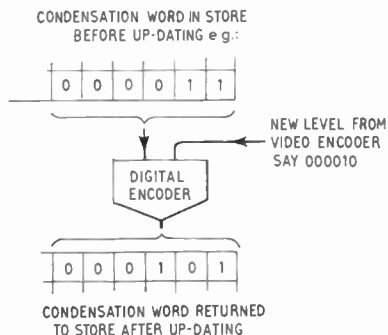 CONDENSATION WORD IN STORE
BEFORE UP-DATING e g.:
0 0 0 0 1 1
NEW LEVEL FROM
VIDEO ENCOOER
SAY 000010
DIGITAL
ENCODER
0 0 0 1 0 1
CONDENSATION WORD RETURNED
TO STORE AFTER UP-DATING